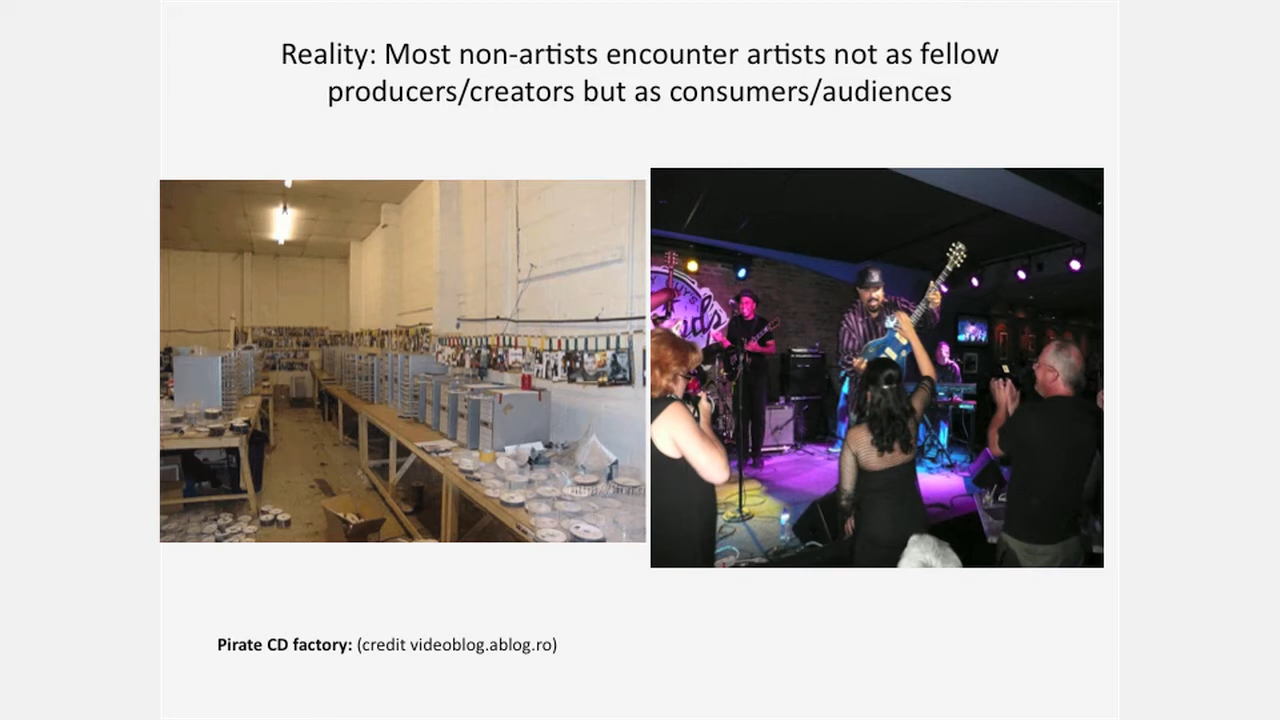 Reality: Most non-artists encounter artists not as fellow
producers/creators but as consumers/audiences
Pirate CD factory: (credit videoblog.ablog.ro)